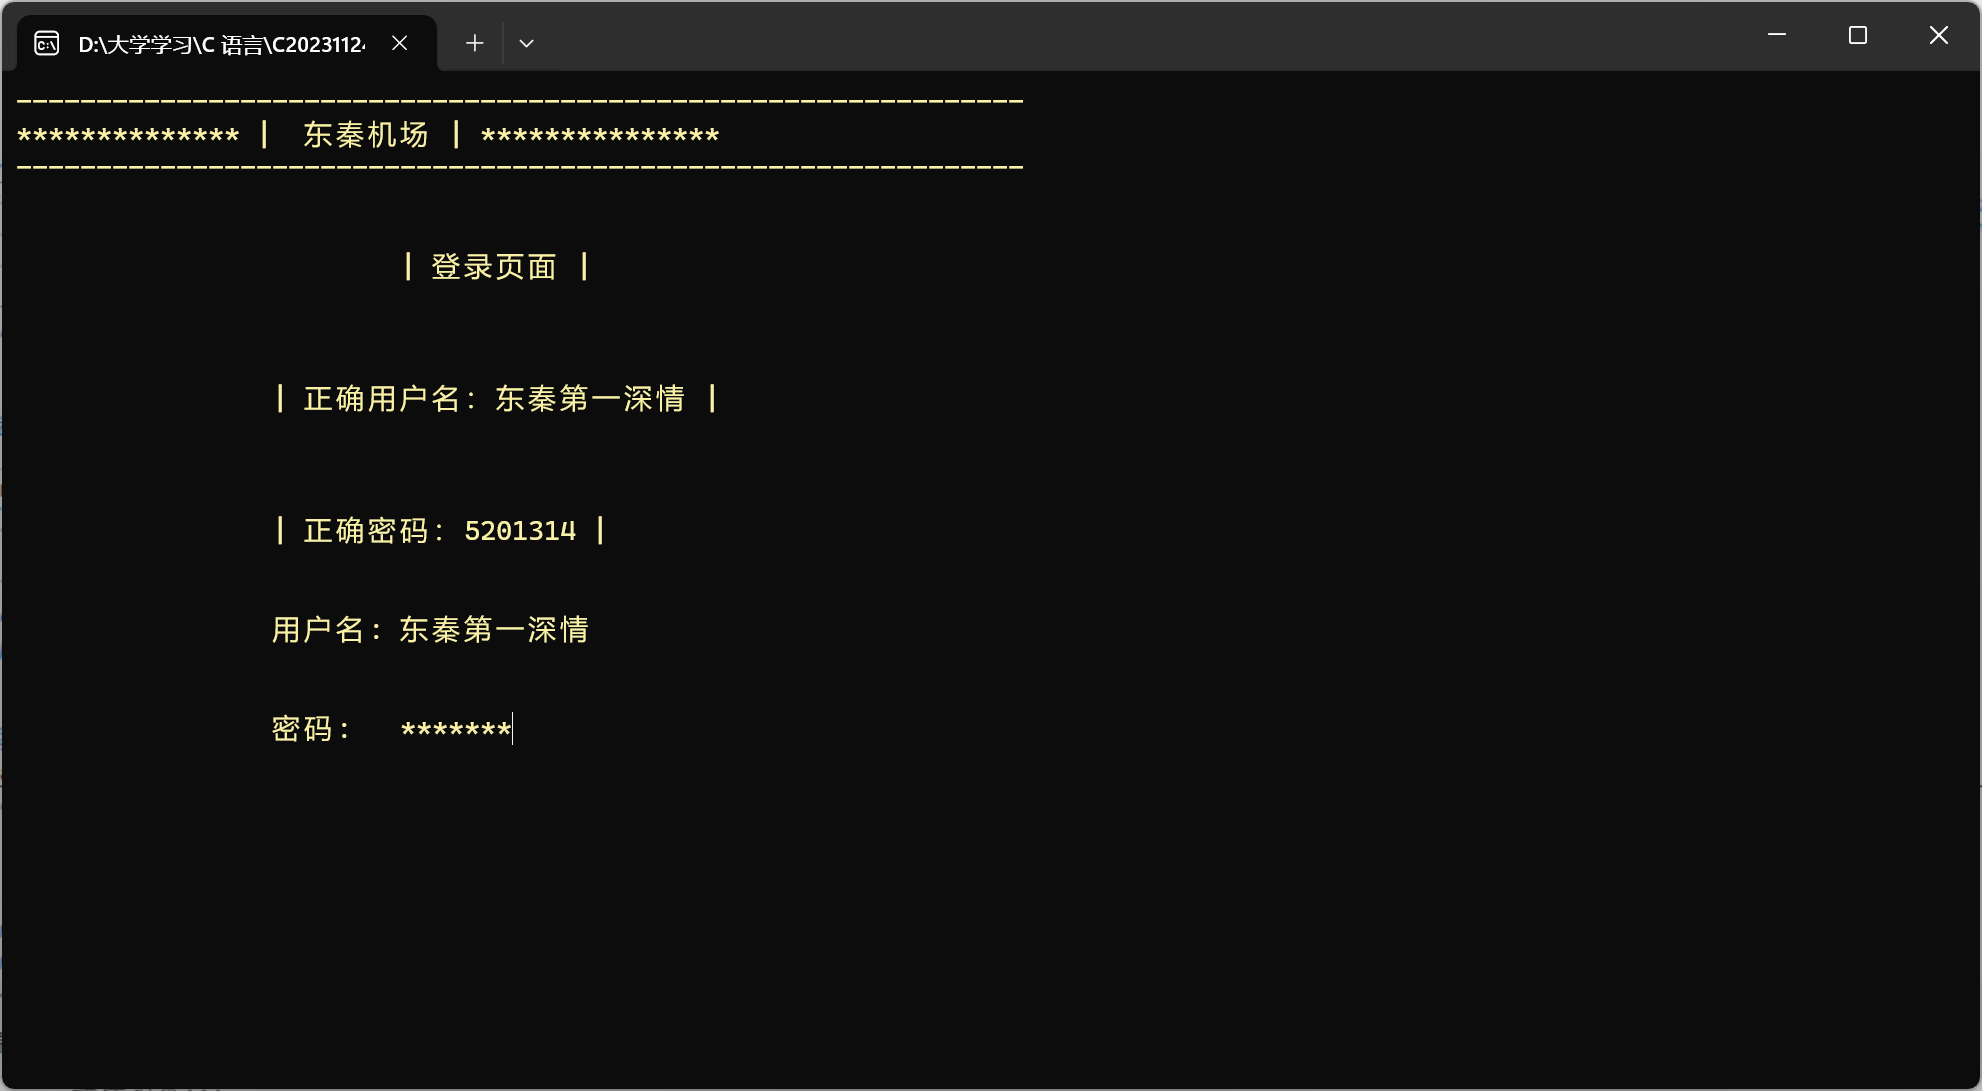 D:\大学学习\C 语言\C2023112
---------------------------------------------------------------
************** |  东秦机场 | ***************
---------------------------------------------------------------
| 登录页面 |
| 正确用户名：东秦第一深情 |
| 正确密码：5201314 |
用户名：东秦第一深情
密码：  *******